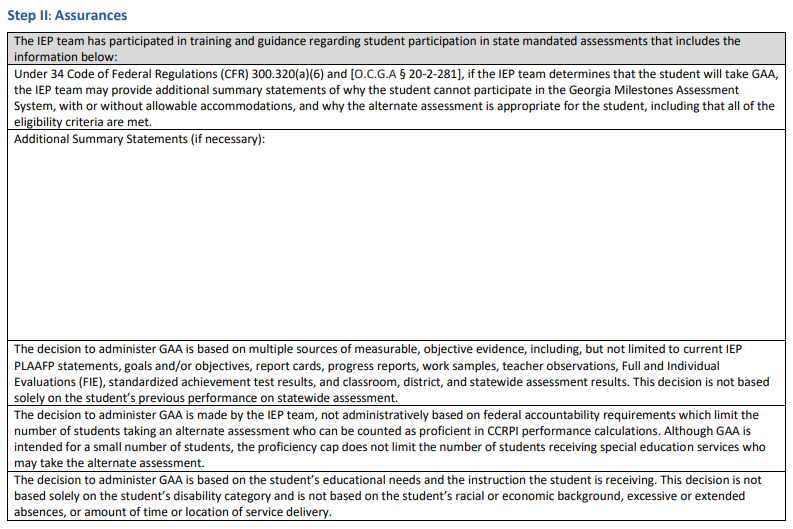 Step II: Assurances
The IEP team has participated in training and guidance regarding student participation in state mandated assessments that includes the
information below:
Under 34 Code of Federal Regulations (CFR) 300.320(a)(6) and [O.C.G.A § 20-2-281], if the IEP team determines that the student will take GAA,
the IEP team may provide additional summary statements of why the student cannot participate in the Georgia Milestones Assessment
System, with or without allowable accommodations, and why the alternate assessment is appropriate for the student, including that all of the
eligibility criteria are met.
Additional Summary Statements (if necessary):
The decision to administer GAA is based on multiple sources of measurable, objective evidence, including, but not limited to current IEP
PLAAFP statements, goals and/or objectives, report cards, progress reports, work samples, teacher observations, Full and Individual
Evaluations (FIE), standardized achievement test results, and classroom, district, and statewide assessment results. This decision is not based
solely on the student's previous performance on statewide assessment.
The decision to administer GAA is made by the IEP team, not administratively based on federal accountability requirements which limit the
number of students taking an alternate assessment who can be counted as proficient in CCRPI performance calculations. Although GAA is
intended for a small number of students, the proficiency cap does not limit the number of students receiving special education services who
may take the alternate assessment.
The decision to administer GAA is based on the student's educational needs and the instruction the student is receiving. This decision is not
based solely on the student's disability category and is not based on the student's racial or economic background, excessive or extended
absences, or amount of time or location of service delivery.